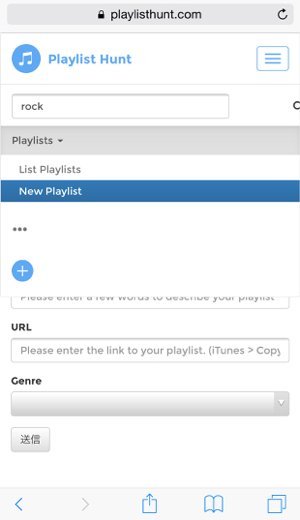 playlisthunt.com
Playlist Hunt
rock
C
Playlists
List Playlists
New Playlist
•••
Please enter a few words to describe your playlist
URL
Please enter the link to your playlist. (iTunes > Copy
Genre
送信